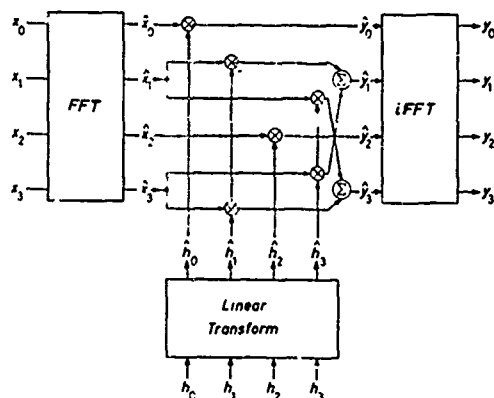 x₀ x̂₀ ŷ₀ y₀
x₁ x̂₁ Σ ŷ₁ y₁
FFT iFFT
x₂ x̂₂ ŷ₂ y₂
x₃ x̂₃ Σ ŷ₃ y₃
ĥ₀ ĥ₁ ĥ₂ ĥ₃
Linear
Transform
h₀ h₁ h₂ h₃